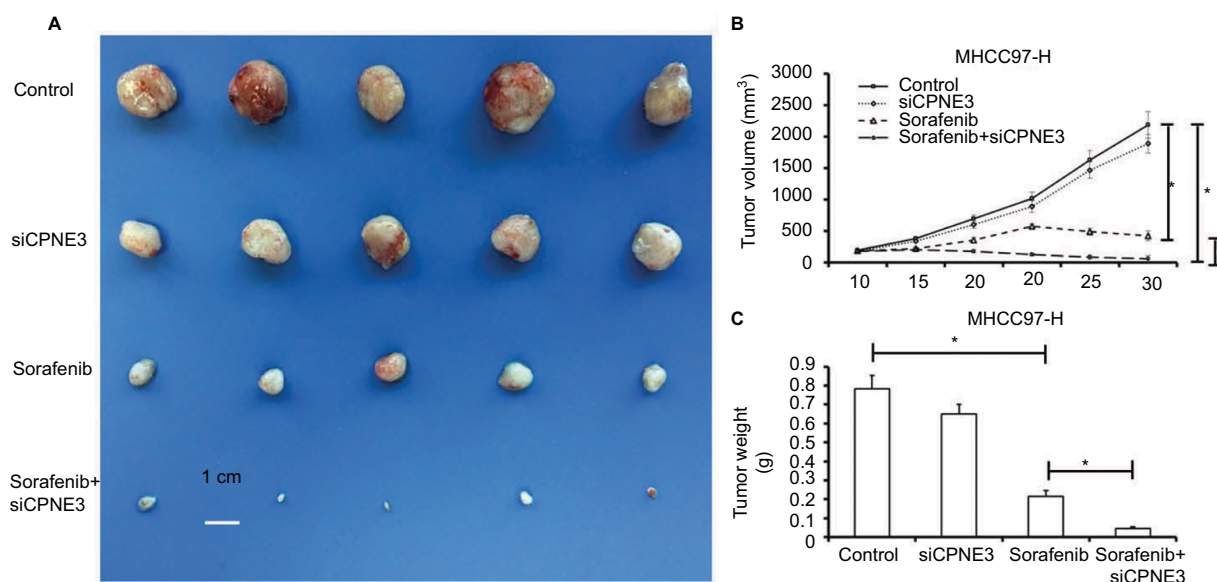 A
Control
siCPNE3
Sorafenib
Sorafenib+
siCPNE3
1 cm
B
MHCC97-H
Tumor volume (mm³)
3000
2500
2000
1500
1000
500
0
10 15 20 20 25 30
Control
siCPNE3
Sorafenib
Sorafenib+siCPNE3
*
*
C
MHCC97-H
Tumor weight
(g)
0.9
0.8
0.7
0.6
0.5
0.4
0.3
0.2
0.1
0
*
*
Control siCPNE3 Sorafenib Sorafenib+
siCPNE3